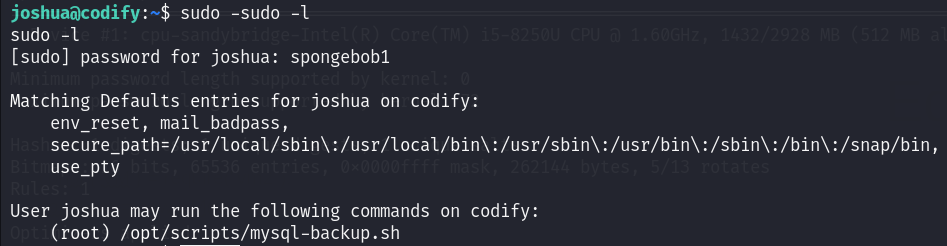 joshua@codify:~$ sudo -sudo -l
sudo -l
[sudo] password for joshua: spongebob1
Matching Defaults entries for joshua on codify:
env_reset, mail_badpass,
secure_path=/usr/local/sbin\:/usr/local/bin\:/usr/sbin\:/usr/bin\:/sbin\:/bin\:/snap/bin,
use_pty
User joshua may run the following commands on codify:
(root) /opt/scripts/mysql-backup.sh